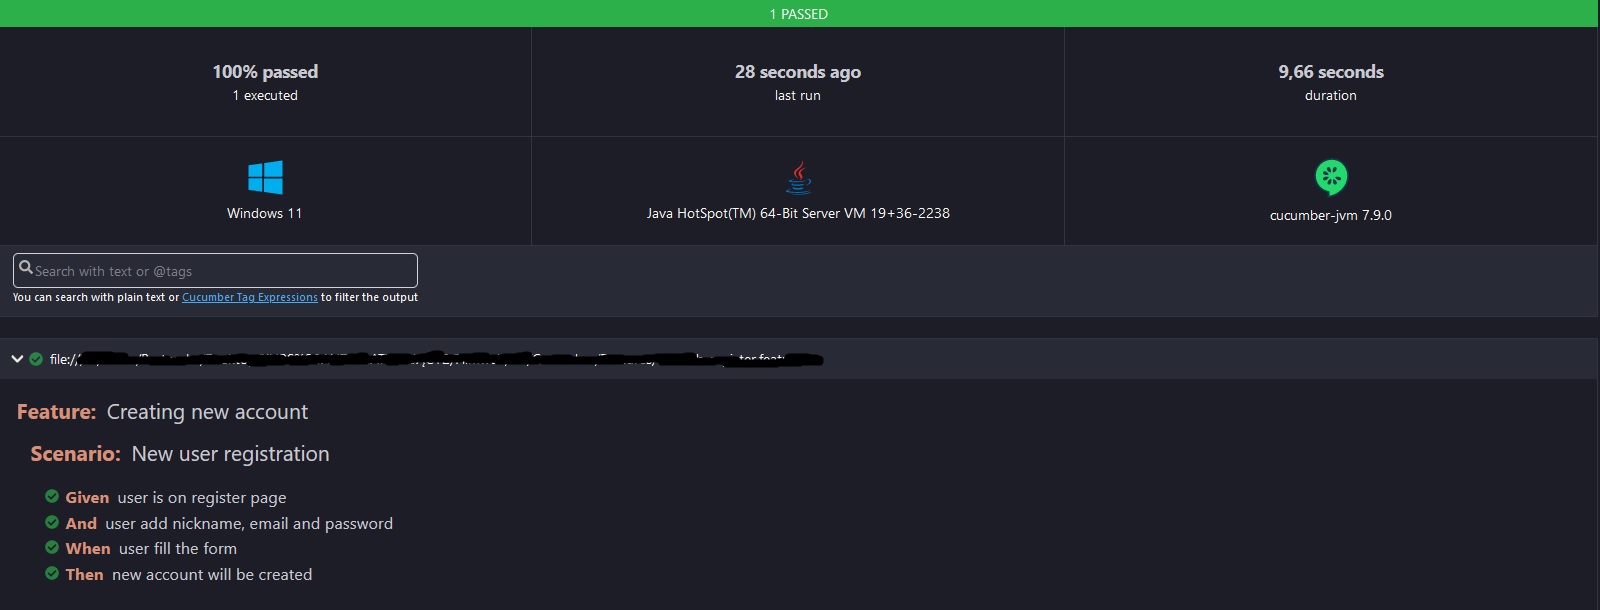 1 PASSED
100% passed
1 executed
28 seconds ago
last run
9,66 seconds
duration
Windows 11
Java HotSpot(TM) 64-Bit Server VM 19+36-2238
cucumber-jvm 7.9.0
Search with text or @tags
You can search with plain text or Cucumber Tag Expressions to filter the output
file://
Feature: Creating new account
Scenario: New user registration
Given user is on register page
And user add nickname, email and password
When user fill the form
Then new account will be created